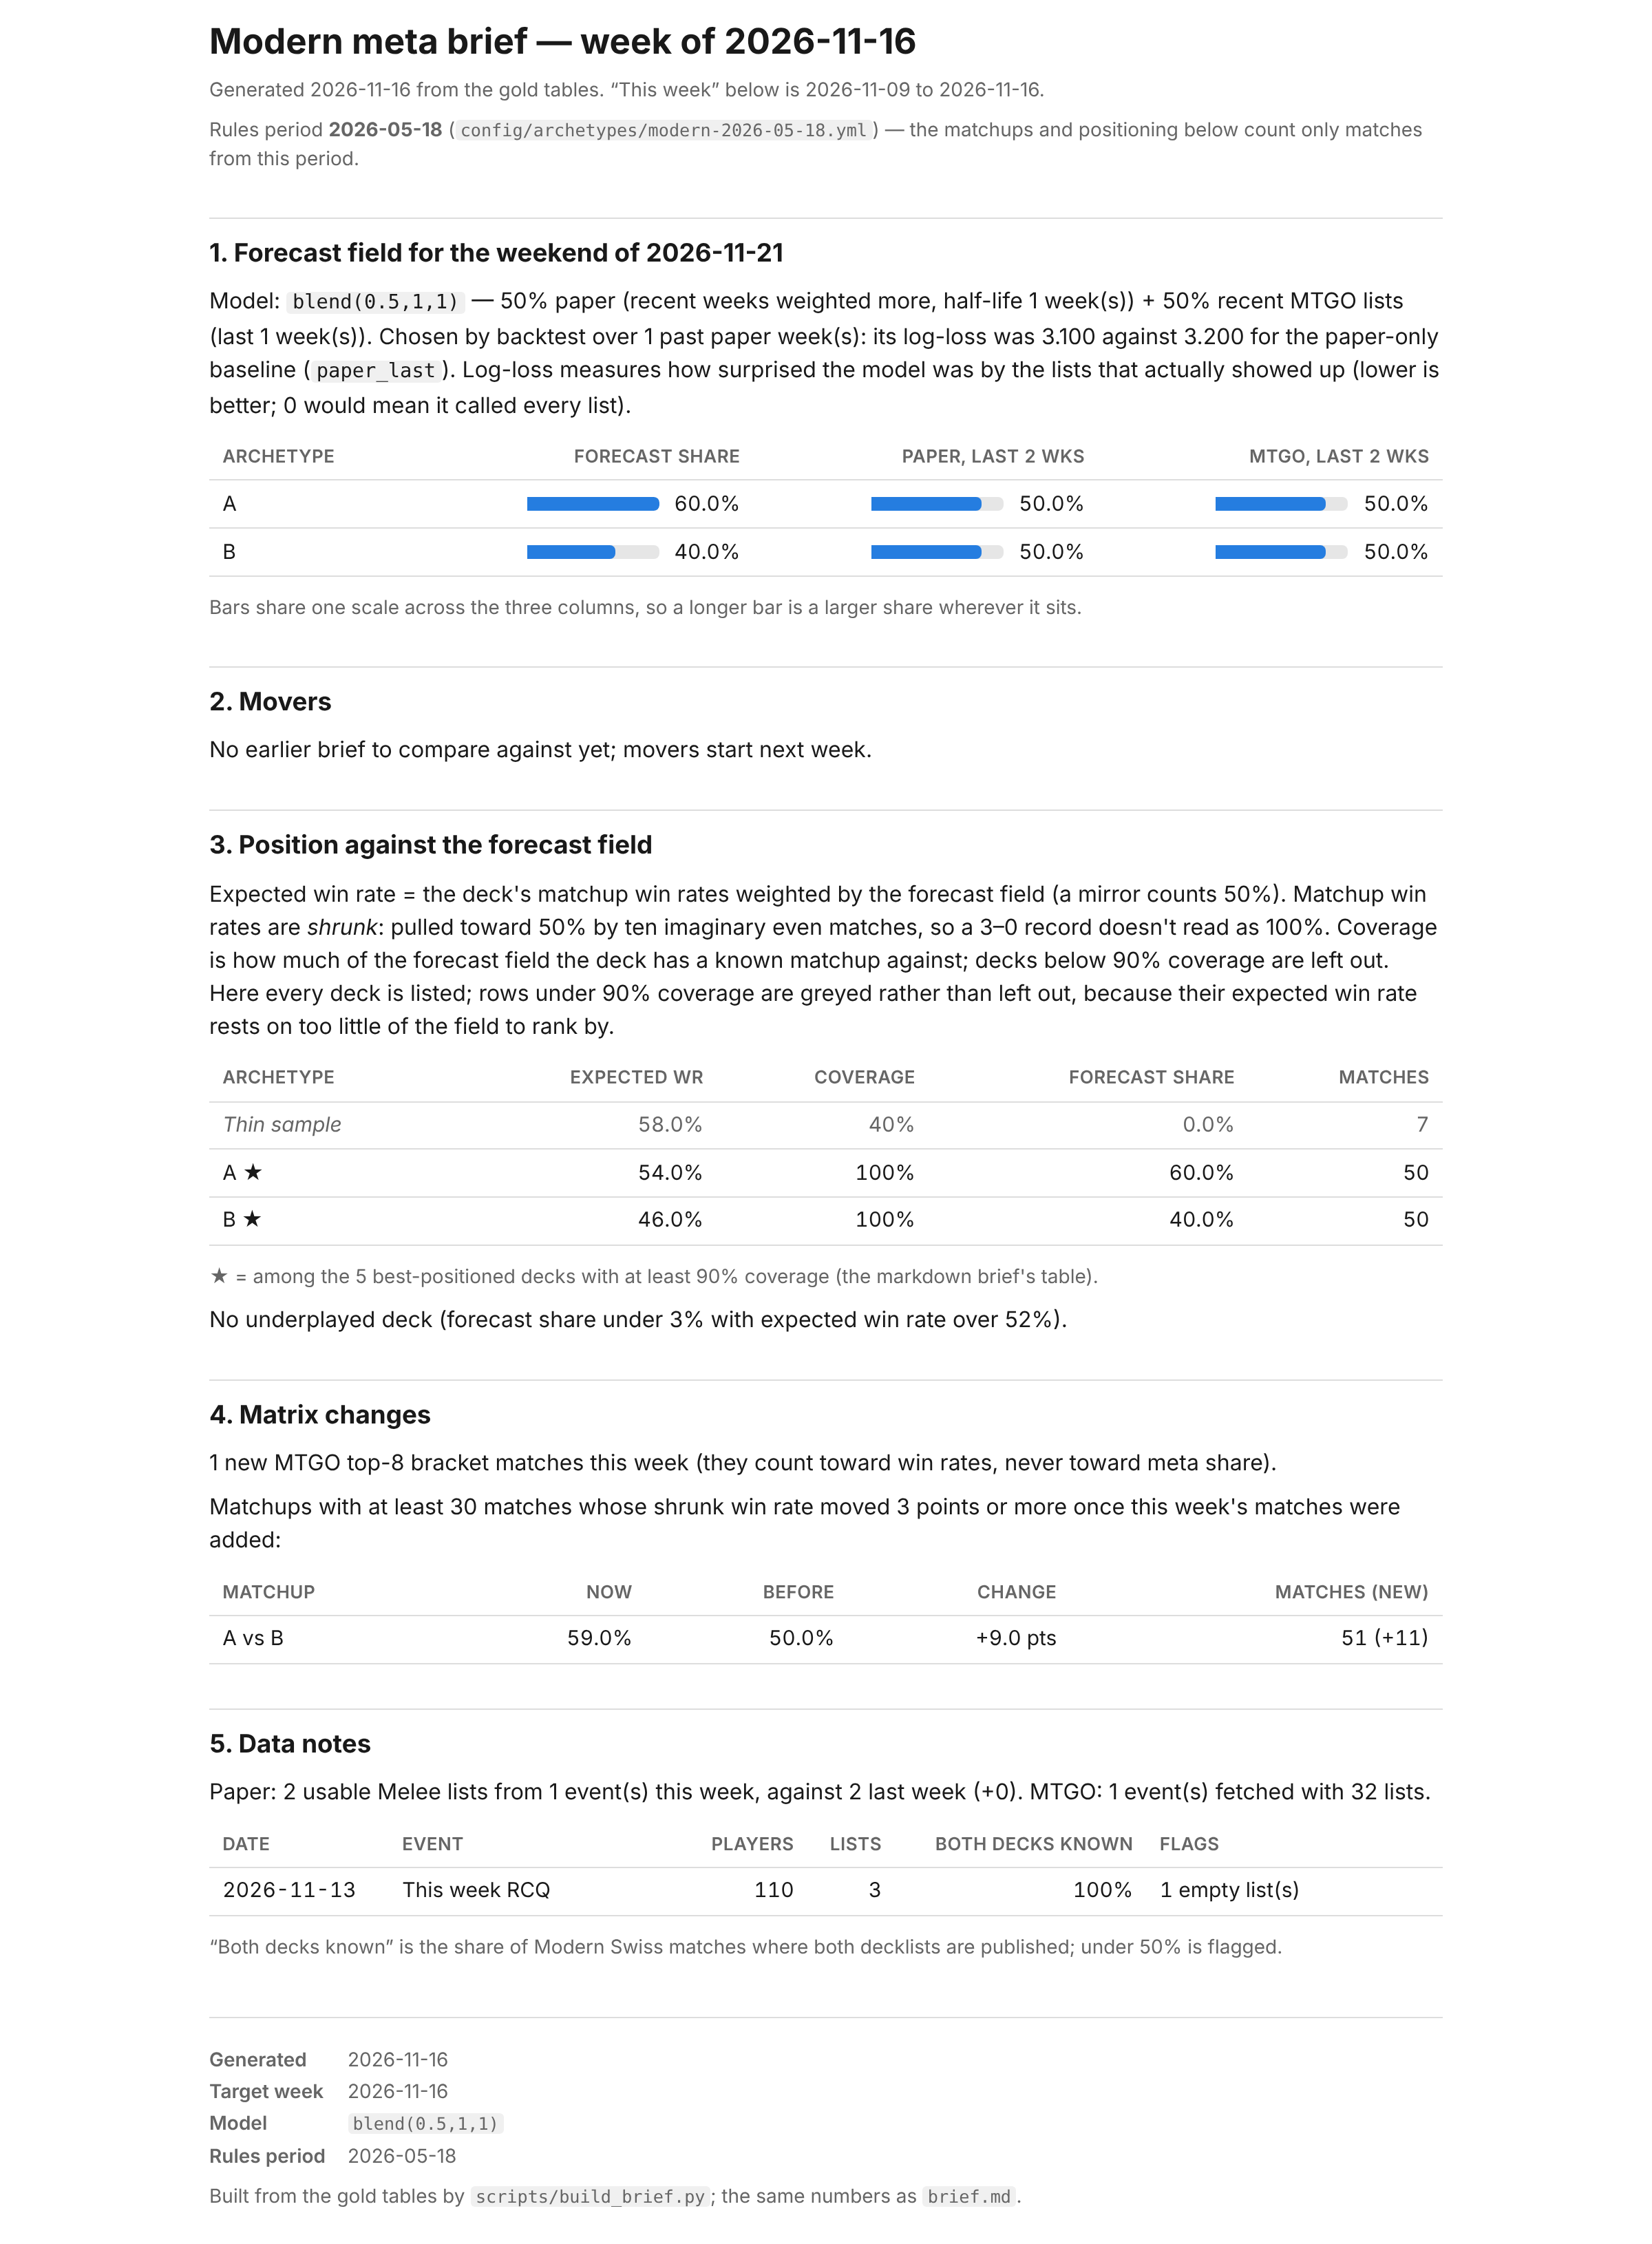 Modern meta brief — week of 2026-11-16
Generated 2026-11-16 from the gold tables. “This week” below is 2026-11-09 to 2026-11-16.
Rules period 2026-05-18 (config/archetypes/modern-2026-05-18.yml) — the matchups and positioning below count only matches
from this period.
1. Forecast field for the weekend of 2026-11-21
Model: blend(0.5,1,1) — 50% paper (recent weeks weighted more, half-life 1 week(s)) + 50% recent MTGO lists
(last 1 week(s)). Chosen by backtest over 1 past paper week(s): its log-loss was 3.100 against 3.200 for the paper-only
baseline (paper_last). Log-loss measures how surprised the model was by the lists that actually showed up (lower is
better; 0 would mean it called every list).
ARCHETYPE FORECAST SHARE PAPER, LAST 2 WKS MTGO, LAST 2 WKS
A 60.0% 50.0% 50.0%
B 40.0% 50.0% 50.0%
Bars share one scale across the three columns, so a longer bar is a larger share wherever it sits.
2. Movers
No earlier brief to compare against yet; movers start next week.
3. Position against the forecast field
Expected win rate = the deck's matchup win rates weighted by the forecast field (a mirror counts 50%). Matchup win
rates are shrunk: pulled toward 50% by ten imaginary even matches, so a 3–0 record doesn't read as 100%. Coverage
is how much of the forecast field the deck has a known matchup against; decks below 90% coverage are left out.
Here every deck is listed; rows under 90% coverage are greyed rather than left out, because their expected win rate
rests on too little of the field to rank by.
ARCHETYPE EXPECTED WR COVERAGE FORECAST SHARE MATCHES
Thin sample 58.0% 40% 0.0% 7
A ★ 54.0% 100% 60.0% 50
B ★ 46.0% 100% 40.0% 50
★ = among the 5 best-positioned decks with at least 90% coverage (the markdown brief's table).
No underplayed deck (forecast share under 3% with expected win rate over 52%).
4. Matrix changes
1 new MTGO top-8 bracket matches this week (they count toward win rates, never toward meta share).
Matchups with at least 30 matches whose shrunk win rate moved 3 points or more once this week's matches were
added:
MATCHUP NOW BEFORE CHANGE MATCHES (NEW)
A vs B 59.0% 50.0% +9.0 pts 51 (+11)
5. Data notes
Paper: 2 usable Melee lists from 1 event(s) this week, against 2 last week (+0). MTGO: 1 event(s) fetched with 32 lists.
DATE EVENT PLAYERS LISTS BOTH DECKS KNOWN FLAGS
2026-11-13 This week RCQ 110 3 100% 1 empty list(s)
“Both decks known” is the share of Modern Swiss matches where both decklists are published; under 50% is flagged.
Generated 2026-11-16
Target week 2026-11-16
Model blend(0.5,1,1)
Rules period 2026-05-18
Built from the gold tables by scripts/build_brief.py; the same numbers as brief.md.